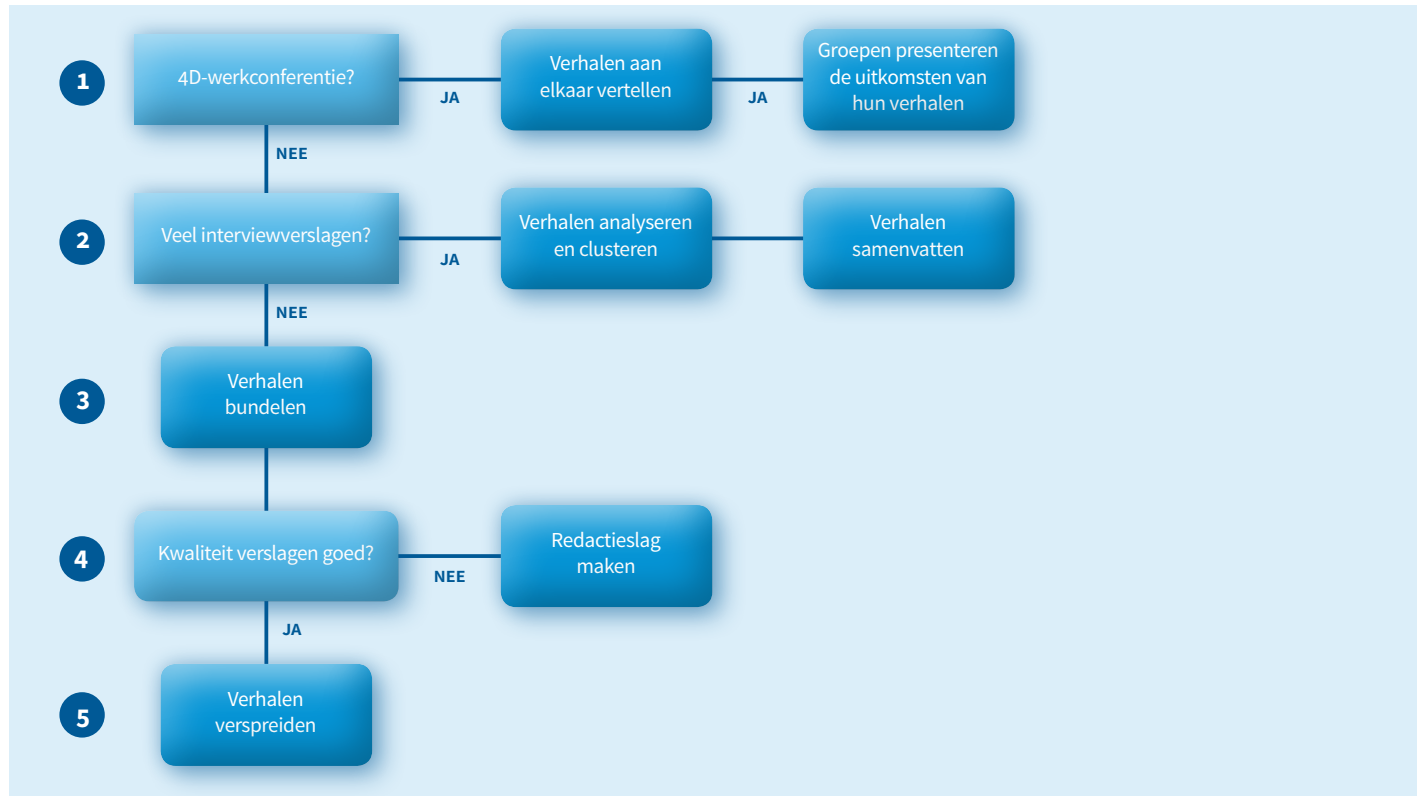 1
4D-werkconferentie?
JA
Verhalen aan
elkaar vertellen
JA
Groepen presenteren
de uitkomsten van
hun verhalen
NEE
2
Veel interviewverslagen?
JA
Verhalen analyseren
en clusteren
Verhalen
samenvatten
NEE
3
Verhalen
bundelen
4
Kwaliteit verslagen goed?
NEE
Redactieslag
maken
JA
5
Verhalen
verspreiden